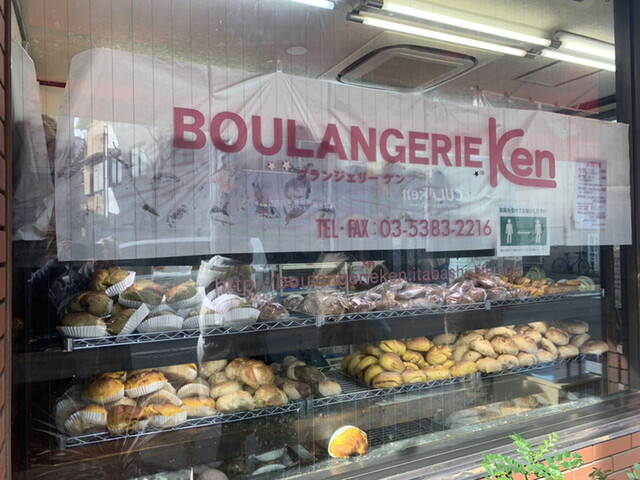 BOULANGERIE Ken
ブランジェリー ケン
TEL・FAX : 03-5383-2216